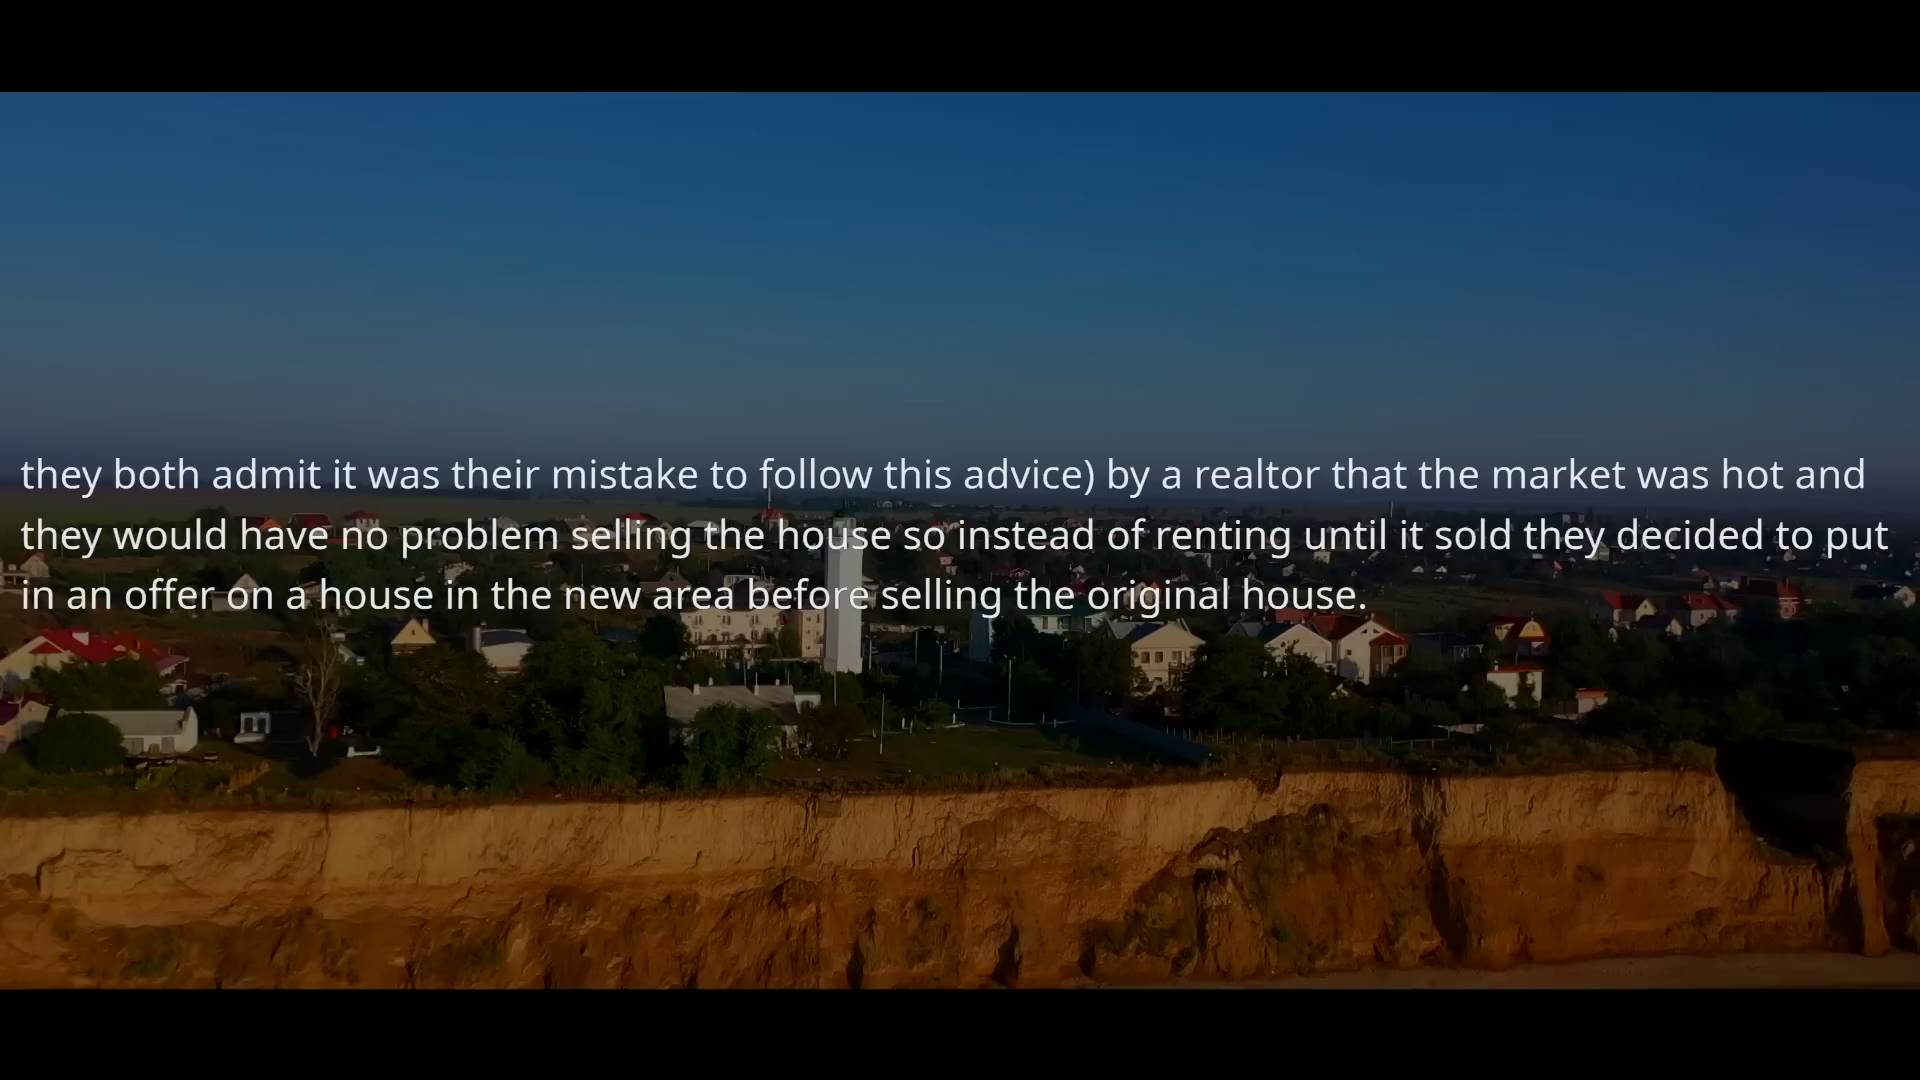 they both admit it was their mistake to follow this advice) by a realtor that the market was hot and
they would have no problem selling the house so instead of renting until it sold they decided to put
in an offer on a house in the new area before selling the original house.